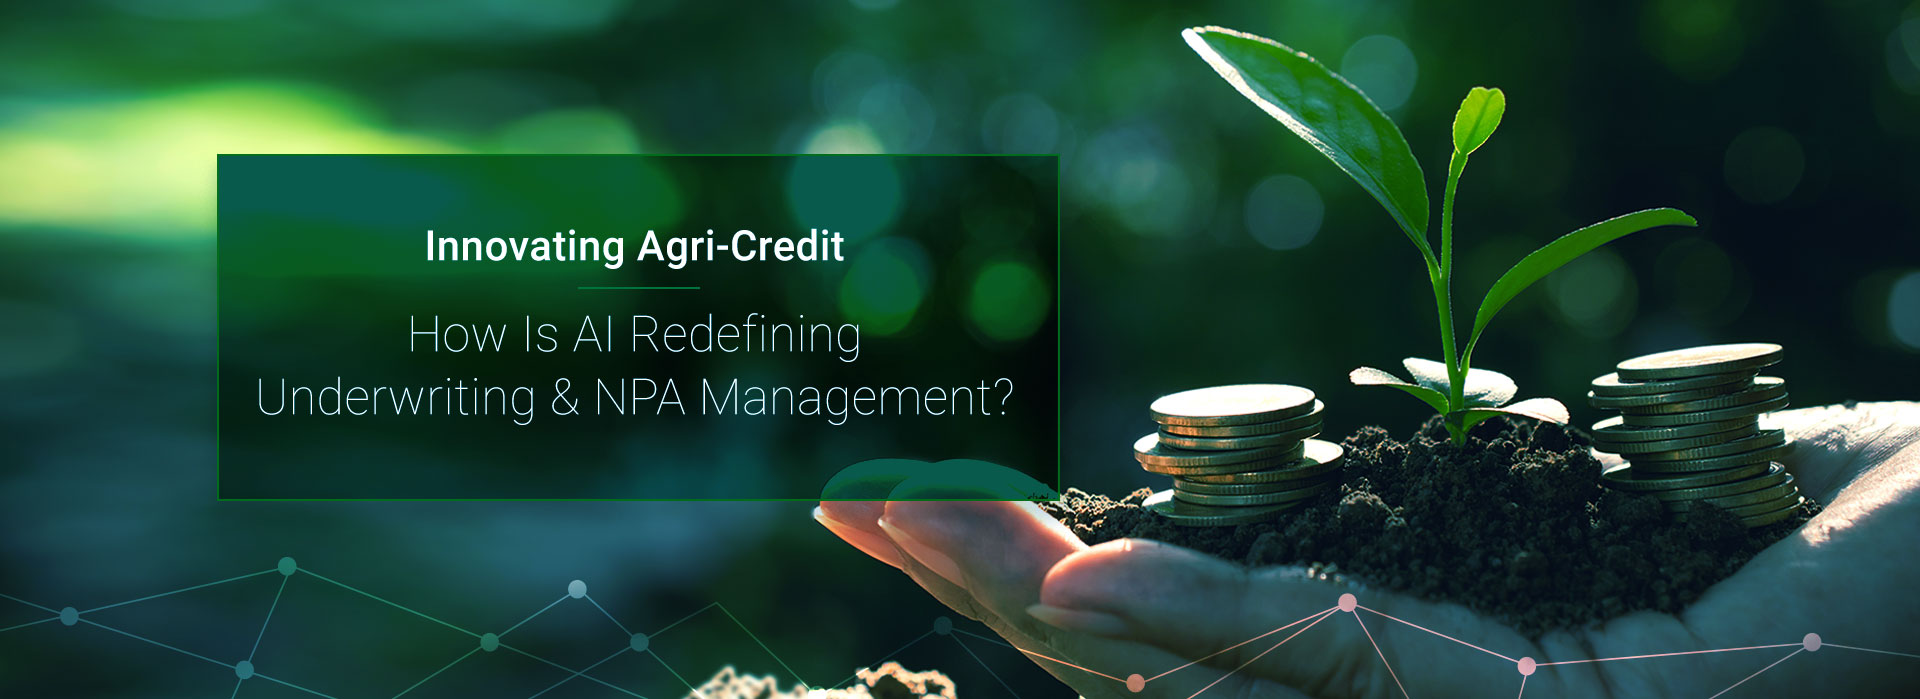 Innovating Agri-Credit
How Is AI Redefining
Underwriting & NPA Management?